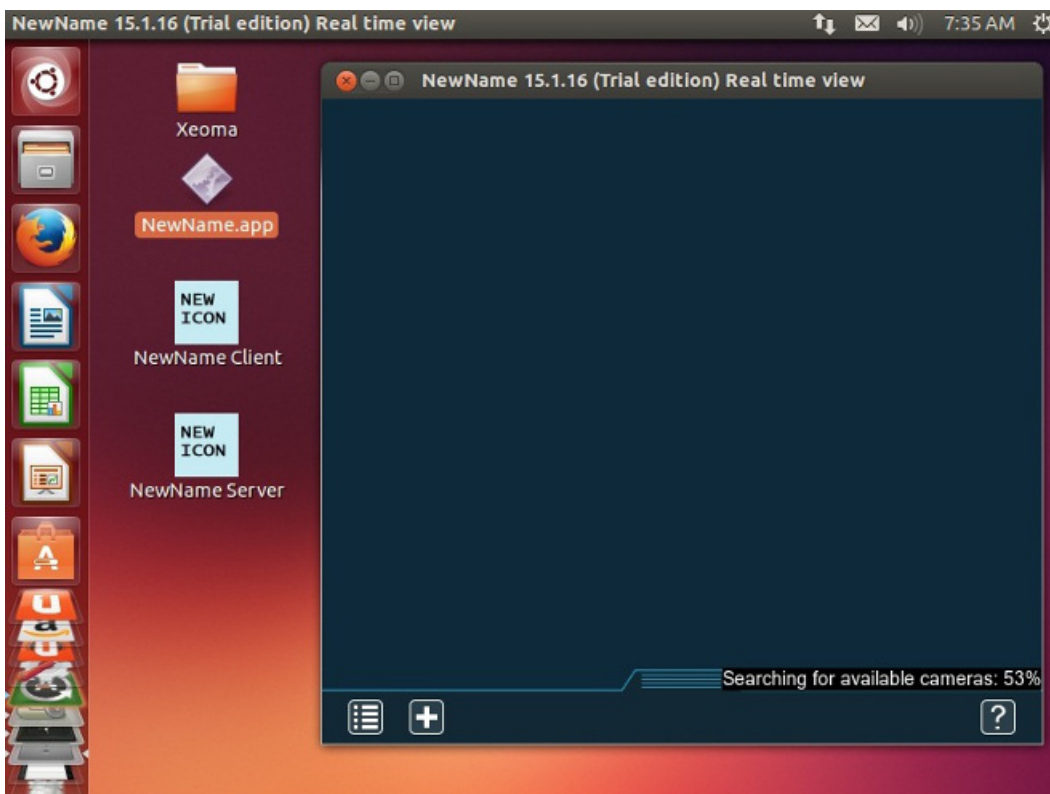 NewName 15.1.16 (Trial edition) Real time view
7:35 AM
Xeoma
NewName.app
NEW
ICON
NewName Client
NEW
ICON
NewName Server
NewName 15.1.16 (Trial edition) Real time view
Searching for available cameras: 53%
?